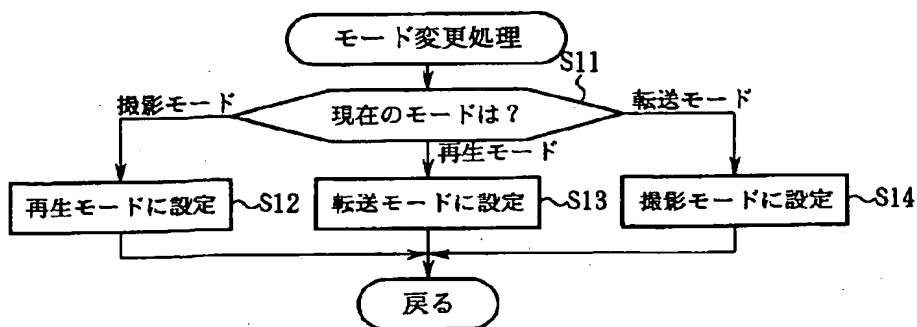 モード変更処理
S11
現在のモードは？
撮影モード
転送モード
再生モード
再生モードに設定
S12
転送モードに設定
S13
撮影モードに設定
S14
戻る